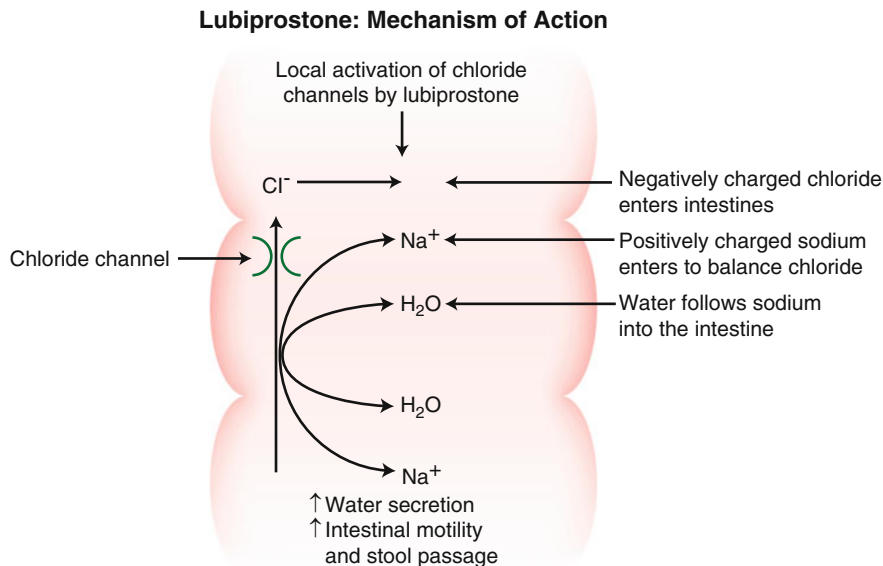 Lubiprostone: Mechanism of Action
Local activation of chloride
channels by lubiprostone
Cl⁻
Negatively charged chloride
enters intestines
Na⁺
Positively charged sodium
enters to balance chloride
Chloride channel
H₂O
Water follows sodium
into the intestine
H₂O
Na⁺
↑Water secretion
↑Intestinal motility
and stool passage